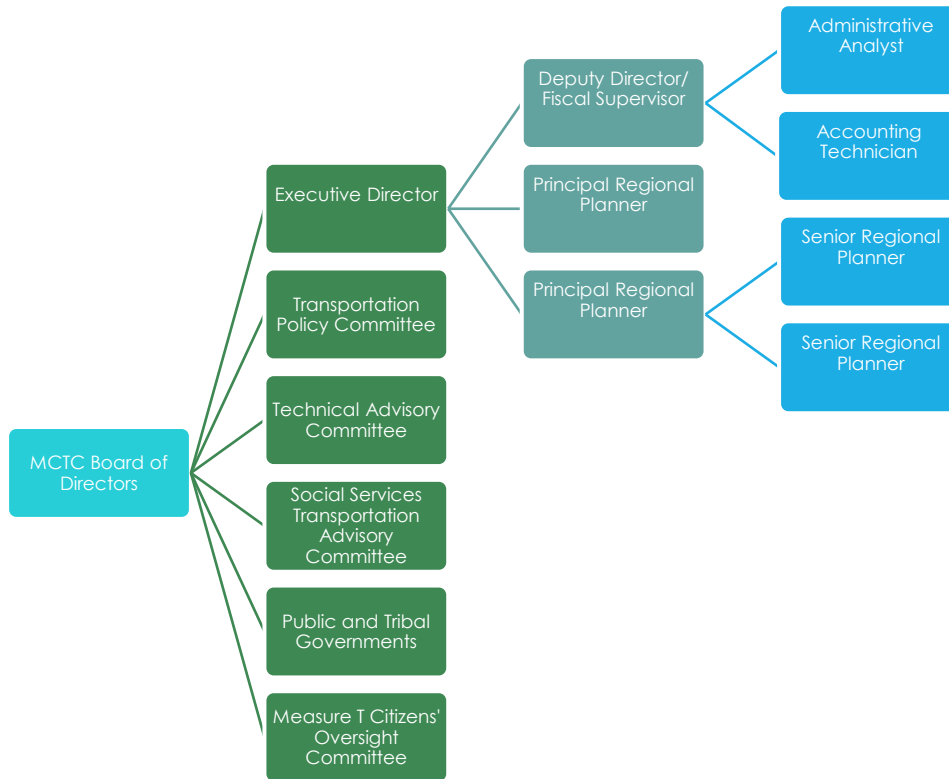 MCTC Board of
Directors
Executive Director
Transportation
Policy Committee
Technical Advisory
Committee
Social Services
Transportation
Advisory
Committee
Public and Tribal
Governments
Measure T Citizens'
Oversight
Committee
Deputy Director/
Fiscal Supervisor
Principal Regional
Planner
Principal Regional
Planner
Administrative
Analyst
Accounting
Technician
Senior Regional
Planner
Senior Regional
Planner